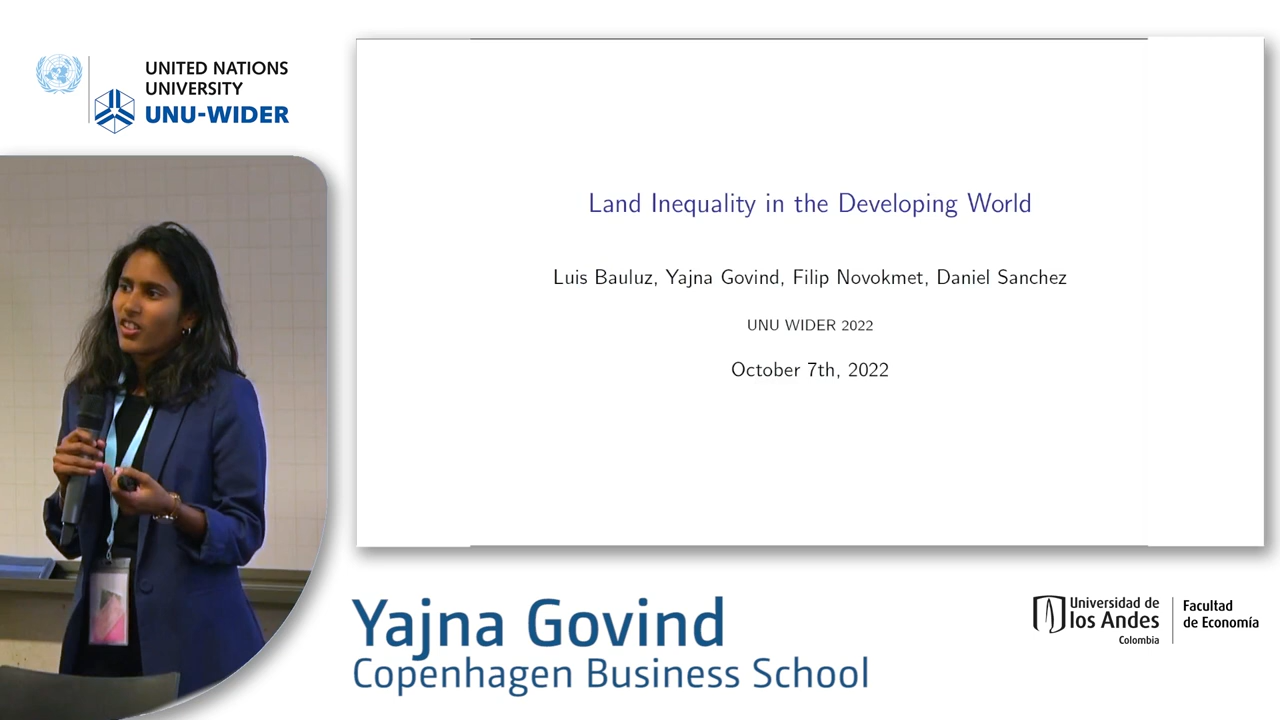 UNITED NATIONS
UNIVERSITY
UNU-WIDER
Land Inequality in the Developing World
Luis Bauluz, Yajna Govind, Filip Novokmet, Daniel Sanchez
UNU WIDER 2022
October 7th, 2022
Yajna Govind
Copenhagen Business School
Universidad de
los Andes
Colombia
Facultad
de Economía